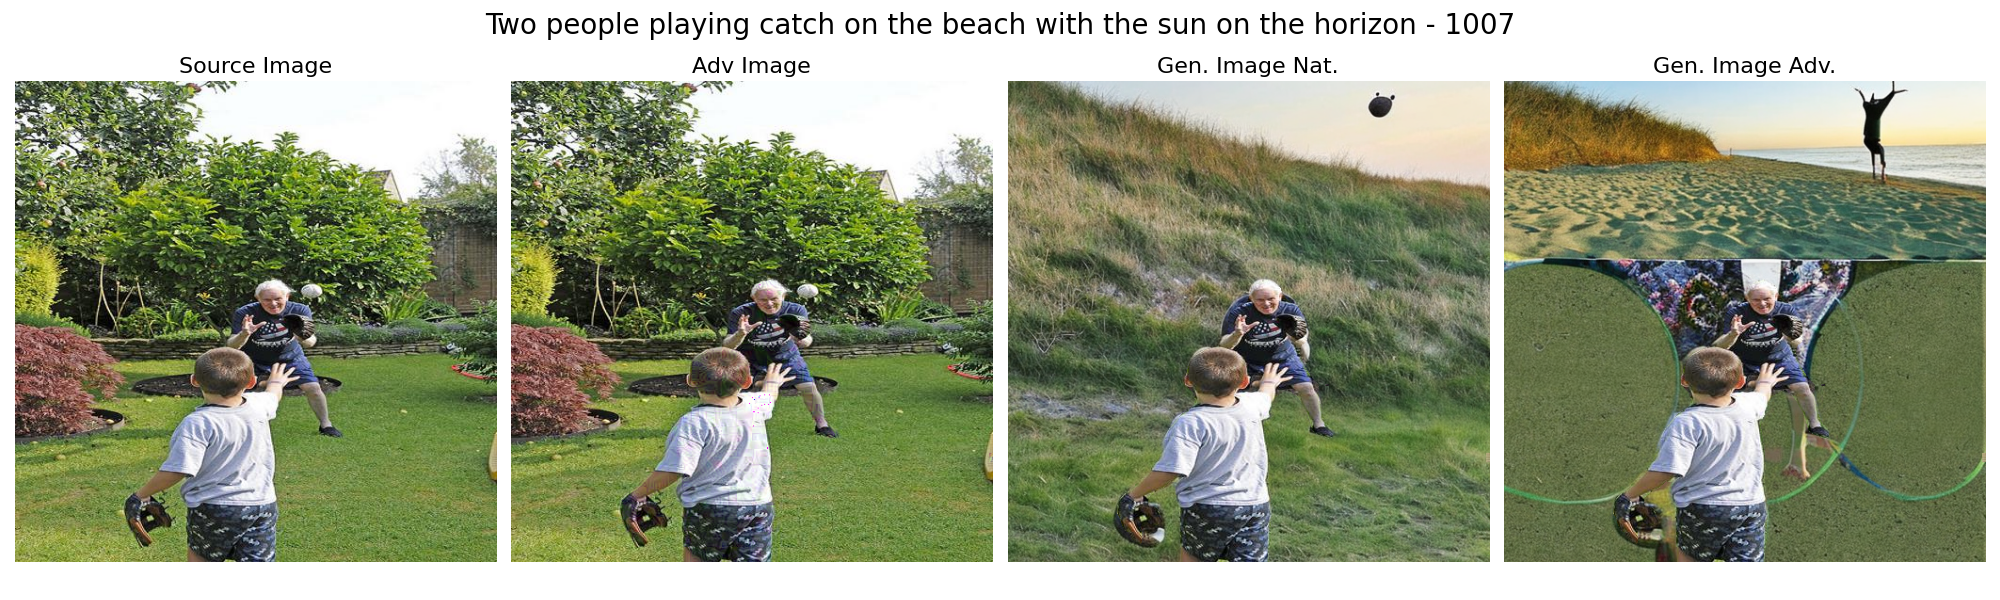 Two people playing catch on the beach with the sun on the horizon - 1007
Source Image
Adv Image
Gen. Image Nat.
Gen. Image Adv.